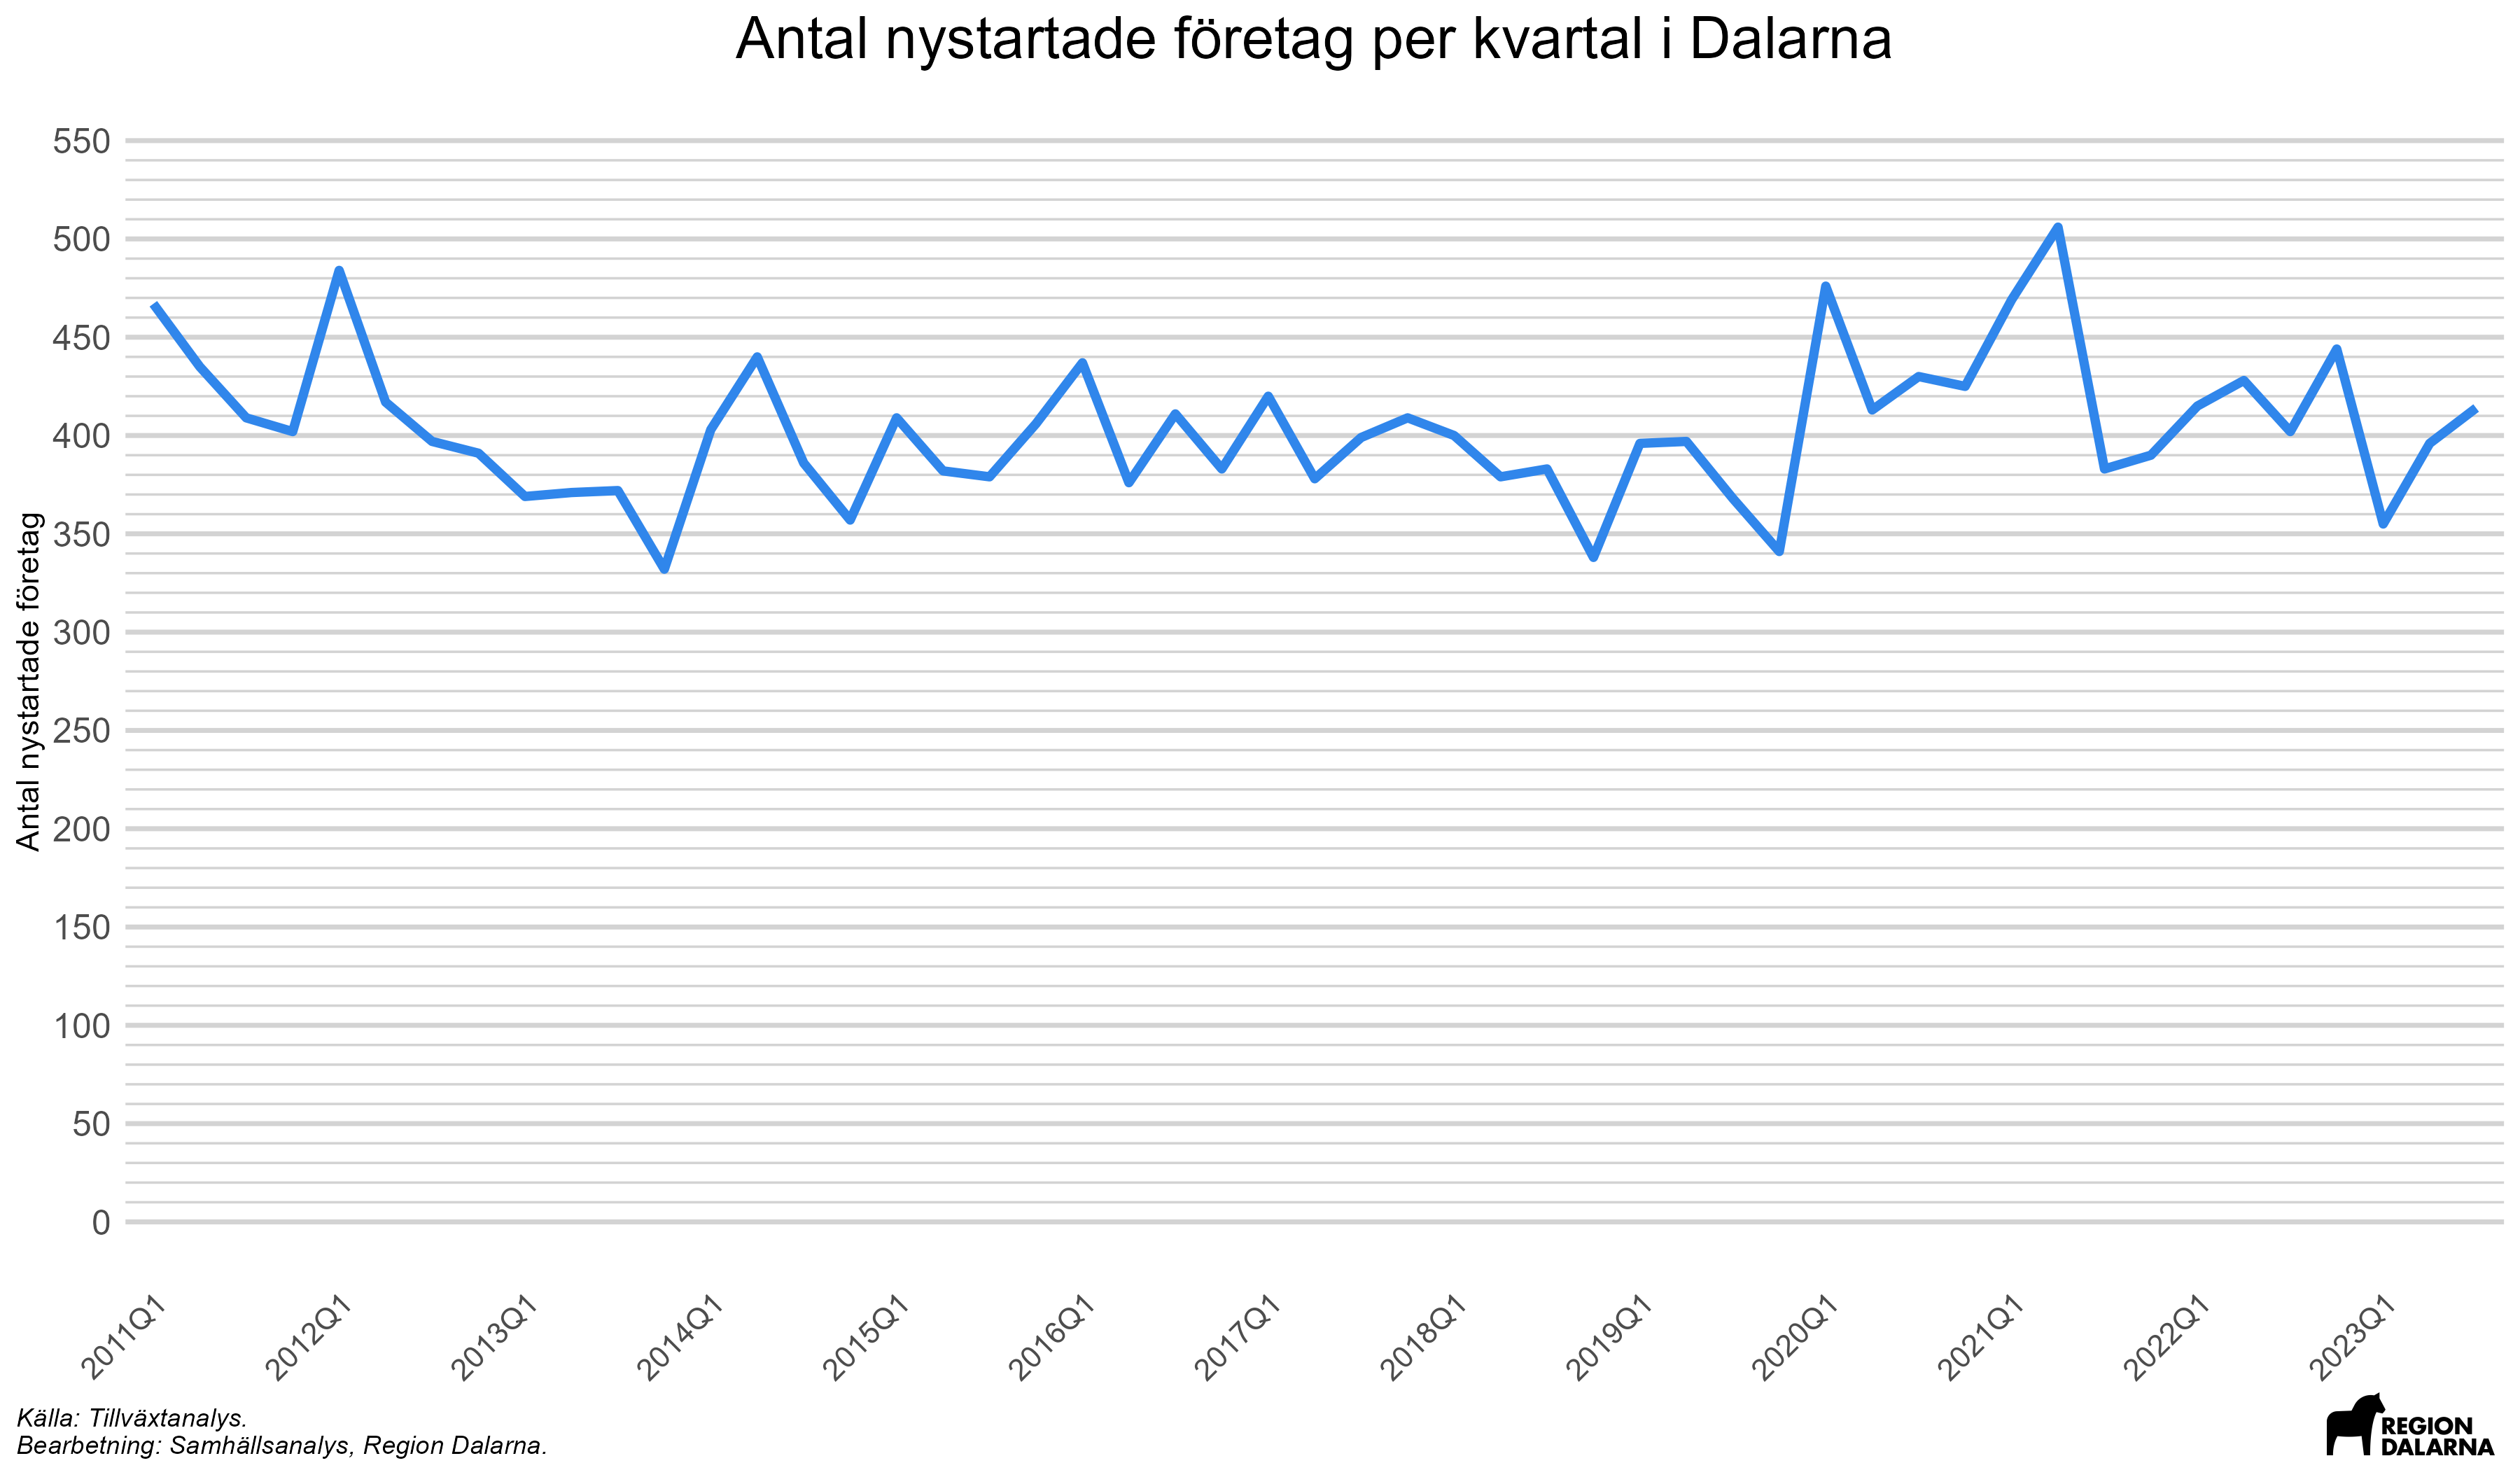 Antal nystartade företag per kvartal i Dalarna
Antal nystartade företag
550
500
450
400
350
300
250
200
150
100
50
0
2011Q1
2012Q1
2013Q1
2014Q1
2015Q1
2016Q1
2017Q1
2018Q1
2019Q1
2020Q1
2021Q1
2022Q1
2023Q1
Källa: Tillväxtanalys.
Bearbetning: Samhällsanalys, Region Dalarna.
REGION
DALARNA